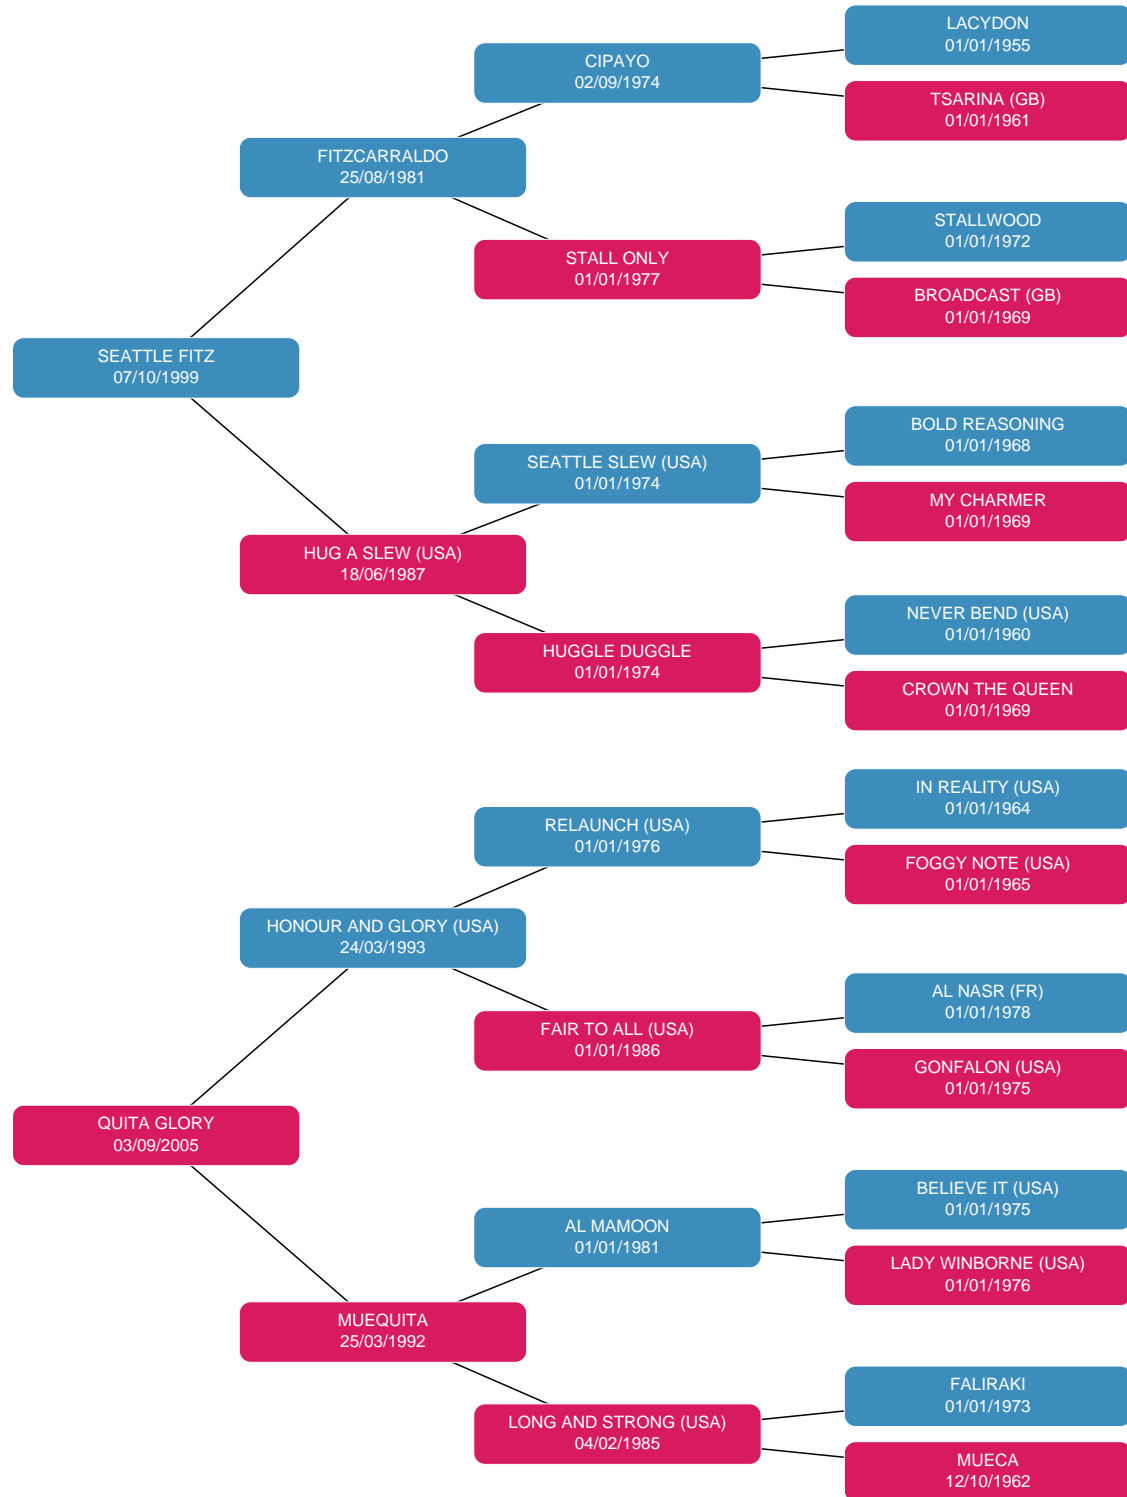 LACYDON
01/01/1955
CIPAYO
02/09/1974
TSARINA (GB)
01/01/1961
FITZCARRALDO
25/08/1981
STALLWOOD
01/01/1972
STALL ONLY
01/01/1977
BROADCAST (GB)
01/01/1969
SEATTLE FITZ
07/10/1999
BOLD REASONING
01/01/1968
SEATTLE SLEW (USA)
01/01/1974
MY CHARMER
01/01/1969
HUG A SLEW (USA)
18/06/1987
NEVER BEND (USA)
01/01/1960
HUGGLE DUGGLE
01/01/1974
CROWN THE QUEEN
01/01/1969
IN REALITY (USA)
01/01/1964
RELAUNCH (USA)
01/01/1976
FOGGY NOTE (USA)
01/01/1965
HONOUR AND GLORY (USA)
24/03/1993
AL NASR (FR)
01/01/1978
FAIR TO ALL (USA)
01/01/1986
GONFALON (USA)
01/01/1975
QUITA GLORY
03/09/2005
BELIEVE IT (USA)
01/01/1975
AL MAMOON
01/01/1981
LADY WINBORNE (USA)
01/01/1976
MUEQUITA
25/03/1992
FALIRAKI
01/01/1973
LONG AND STRONG (USA)
04/02/1985
MUECA
12/10/1962